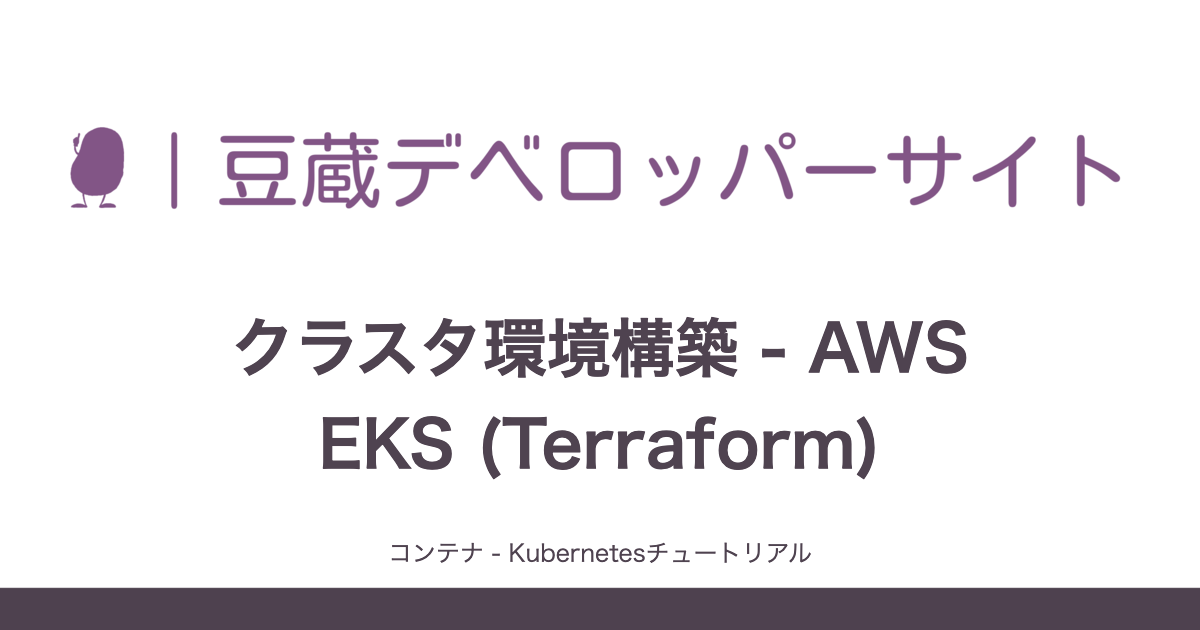 豆蔵デベロッパーサイト
クラスタ環境構築 - AWS
EKS (Terraform)
コンテナ - Kubernetesチュートリアル